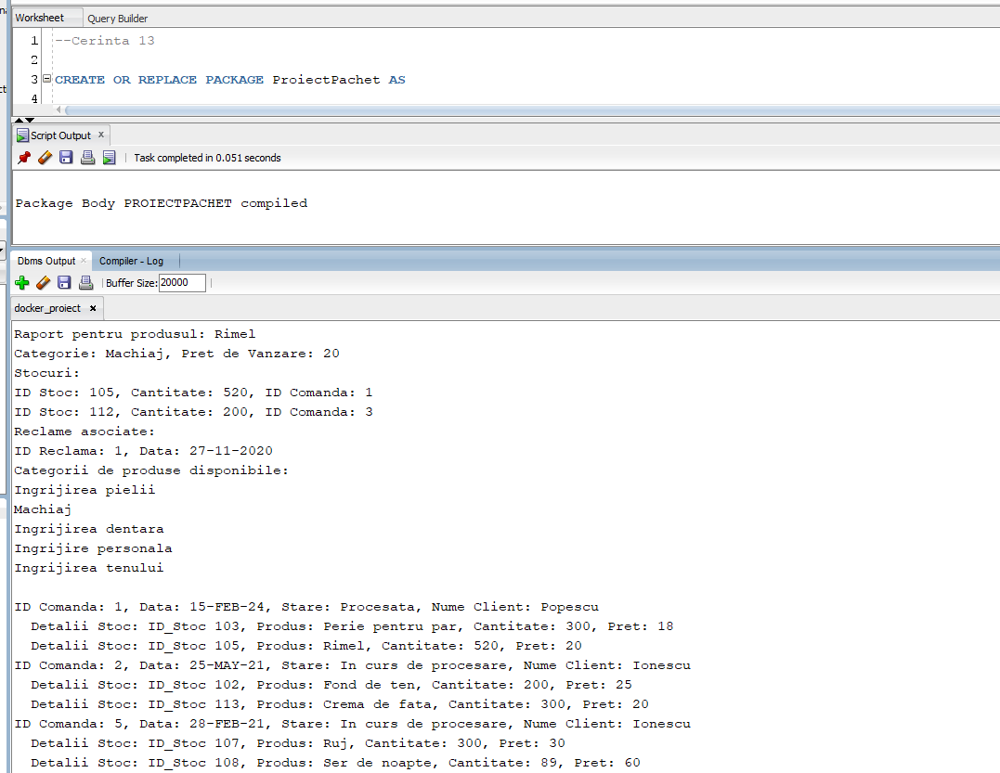 Worksheet Query Builder
1 --Cerinta 13
2
3 CREATE OR REPLACE PACKAGE ProiectPachet AS
4
Script Output x
Task completed in 0.051 seconds
Package Body PROIECTPACHET compiled
Dbms Output x Compiler - Log
Buffer Size: 20000
docker_proiect x
Raport pentru produsul: Rimel
Categorie: Machiaj, Pret de Vanzare: 20
Stocuri:
ID Stoc: 105, Cantitate: 520, ID Comanda: 1
ID Stoc: 112, Cantitate: 200, ID Comanda: 3
Reclame asociate:
ID Reclama: 1, Data: 27-11-2020
Categorii de produse disponibile:
Ingrijirea pielii
Machiaj
Ingrijirea dentara
Ingrijire personala
Ingrijirea tenului
ID Comanda: 1, Data: 15-FEB-24, Stare: Procesata, Nume Client: Popescu
Detalii Stoc: ID_Stoc 103, Produs: Perie pentru par, Cantitate: 300, Pret: 18
Detalii Stoc: ID_Stoc 105, Produs: Rimel, Cantitate: 520, Pret: 20
ID Comanda: 2, Data: 25-MAY-21, Stare: In curs de procesare, Nume Client: Ionescu
Detalii Stoc: ID_Stoc 102, Produs: Fond de ten, Cantitate: 200, Pret: 25
Detalii Stoc: ID_Stoc 113, Produs: Crema de fata, Cantitate: 300, Pret: 20
ID Comanda: 5, Data: 28-FEB-21, Stare: In curs de procesare, Nume Client: Ionescu
Detalii Stoc: ID_Stoc 107, Produs: Ruj, Cantitate: 300, Pret: 30
Detalii Stoc: ID_Stoc 108, Produs: Ser de noapte, Cantitate: 89, Pret: 60